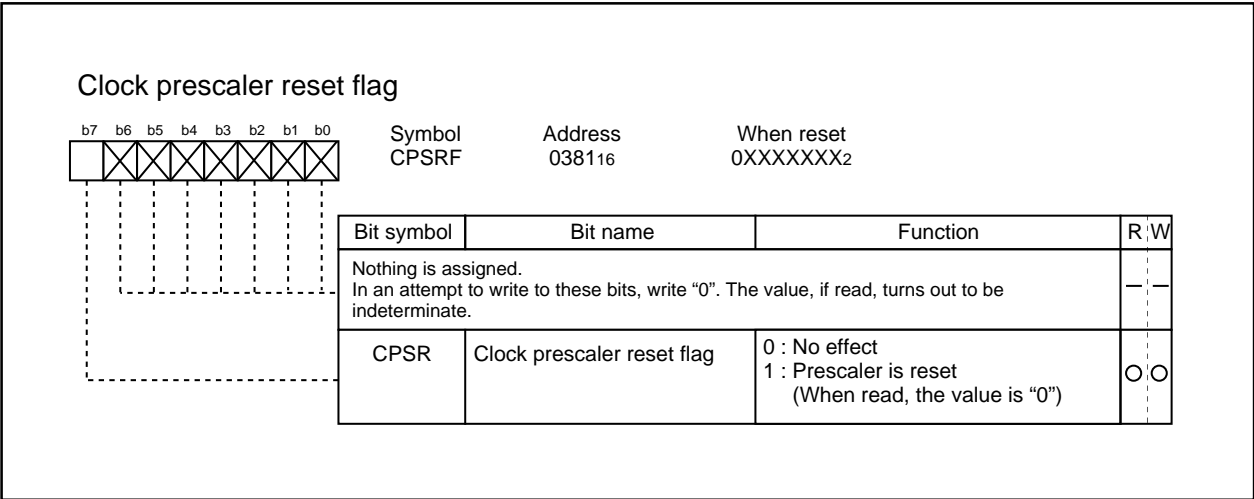 Clock prescaler reset flag
b7 b6 b5 b4 b3 b2 b1 b0
Symbol Address When reset
CPSRF 038116 0XXXXXXX2
Bit symbol Bit name Function R W
Nothing is assigned.
In an attempt to write to these bits, write “0”. The value, if read, turns out to be
indeterminate.
— —
CPSR Clock prescaler reset flag
0 : No effect
1 : Prescaler is reset
(When read, the value is “0”)